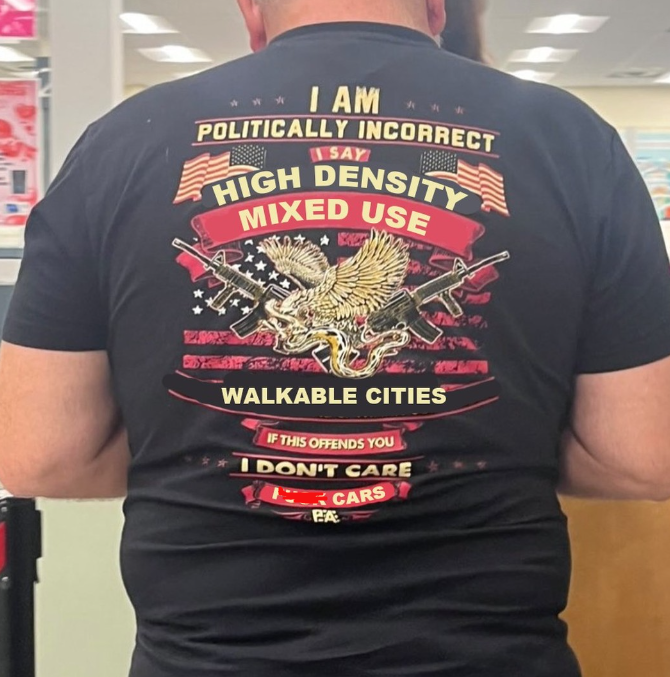 I AM
POLITICALLY INCORRECT
I SAY
HIGH DENSITY
MIXED USE
WALKABLE CITIES
IF THIS OFFENDS YOU
I DON'T CARE
CARS